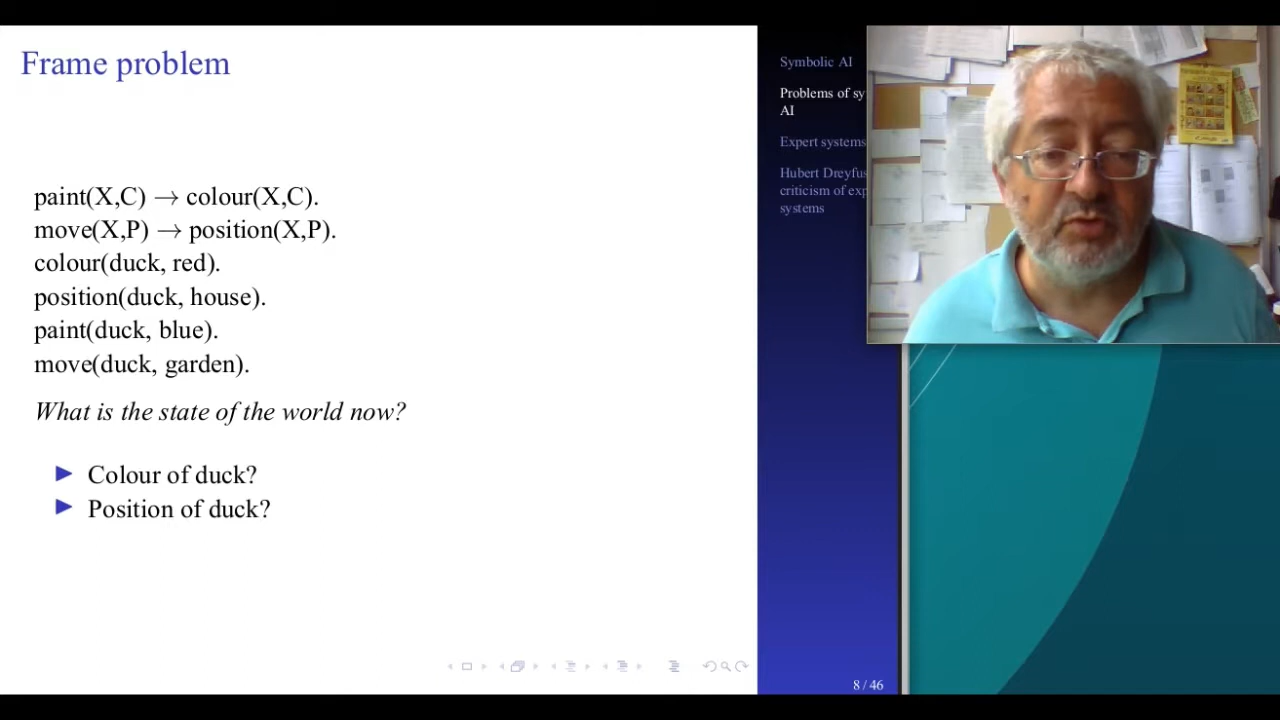 Frame problem
paint(X,C) → colour(X,C).
move(X,P) → position(X,P).
colour(duck, red).
position(duck, house).
paint(duck, blue).
move(duck, garden).
What is the state of the world now?
Colour of duck?
Position of duck?
Symbolic AI
Problems of sy
AI
Expert systems
Hubert Dreyfus
criticism of exp
systems
8 / 46